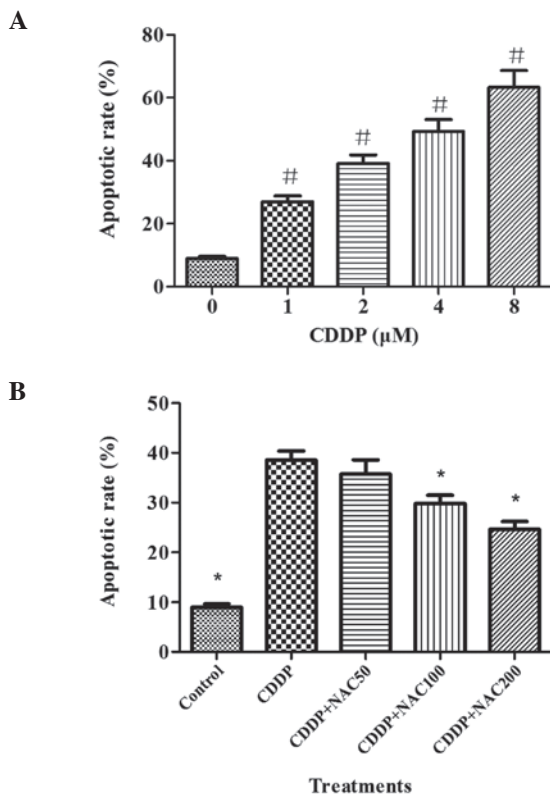 A
Apoptotic rate (%)
80
60
40
20
0
#
#
#
#
0 1 2 4 8
CDDP (µM)
B
Apoptotic rate (%)
50
40
30
20
10
0
*
*
*
Control CDDP CDDP+NAC50 CDDP+NAC100 CDDP+NAC200
Treatments